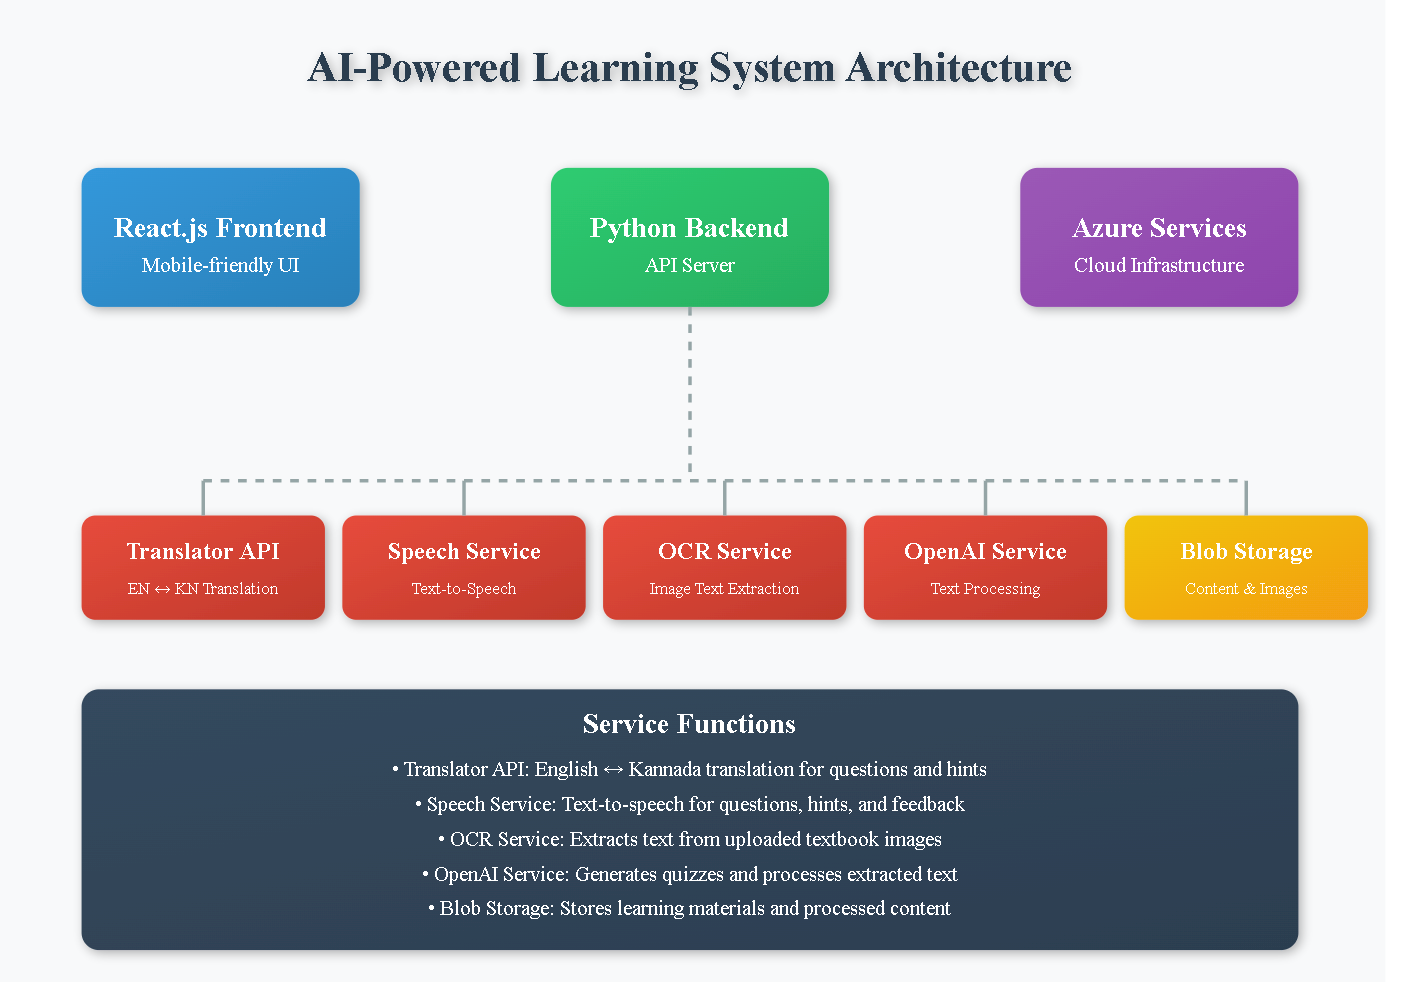 AI-Powered Learning System Architecture
React.js Frontend
Mobile-friendly UI
Python Backend
API Server
Azure Services
Cloud Infrastructure
Translator API
EN ↔ KN Translation
Speech Service
Text-to-Speech
OCR Service
Image Text Extraction
OpenAI Service
Text Processing
Blob Storage
Content & Images
Service Functions
• Translator API: English ↔ Kannada translation for questions and hints
• Speech Service: Text-to-speech for questions, hints, and feedback
• OCR Service: Extracts text from uploaded textbook images
• OpenAI Service: Generates quizzes and processes extracted text
• Blob Storage: Stores learning materials and processed content